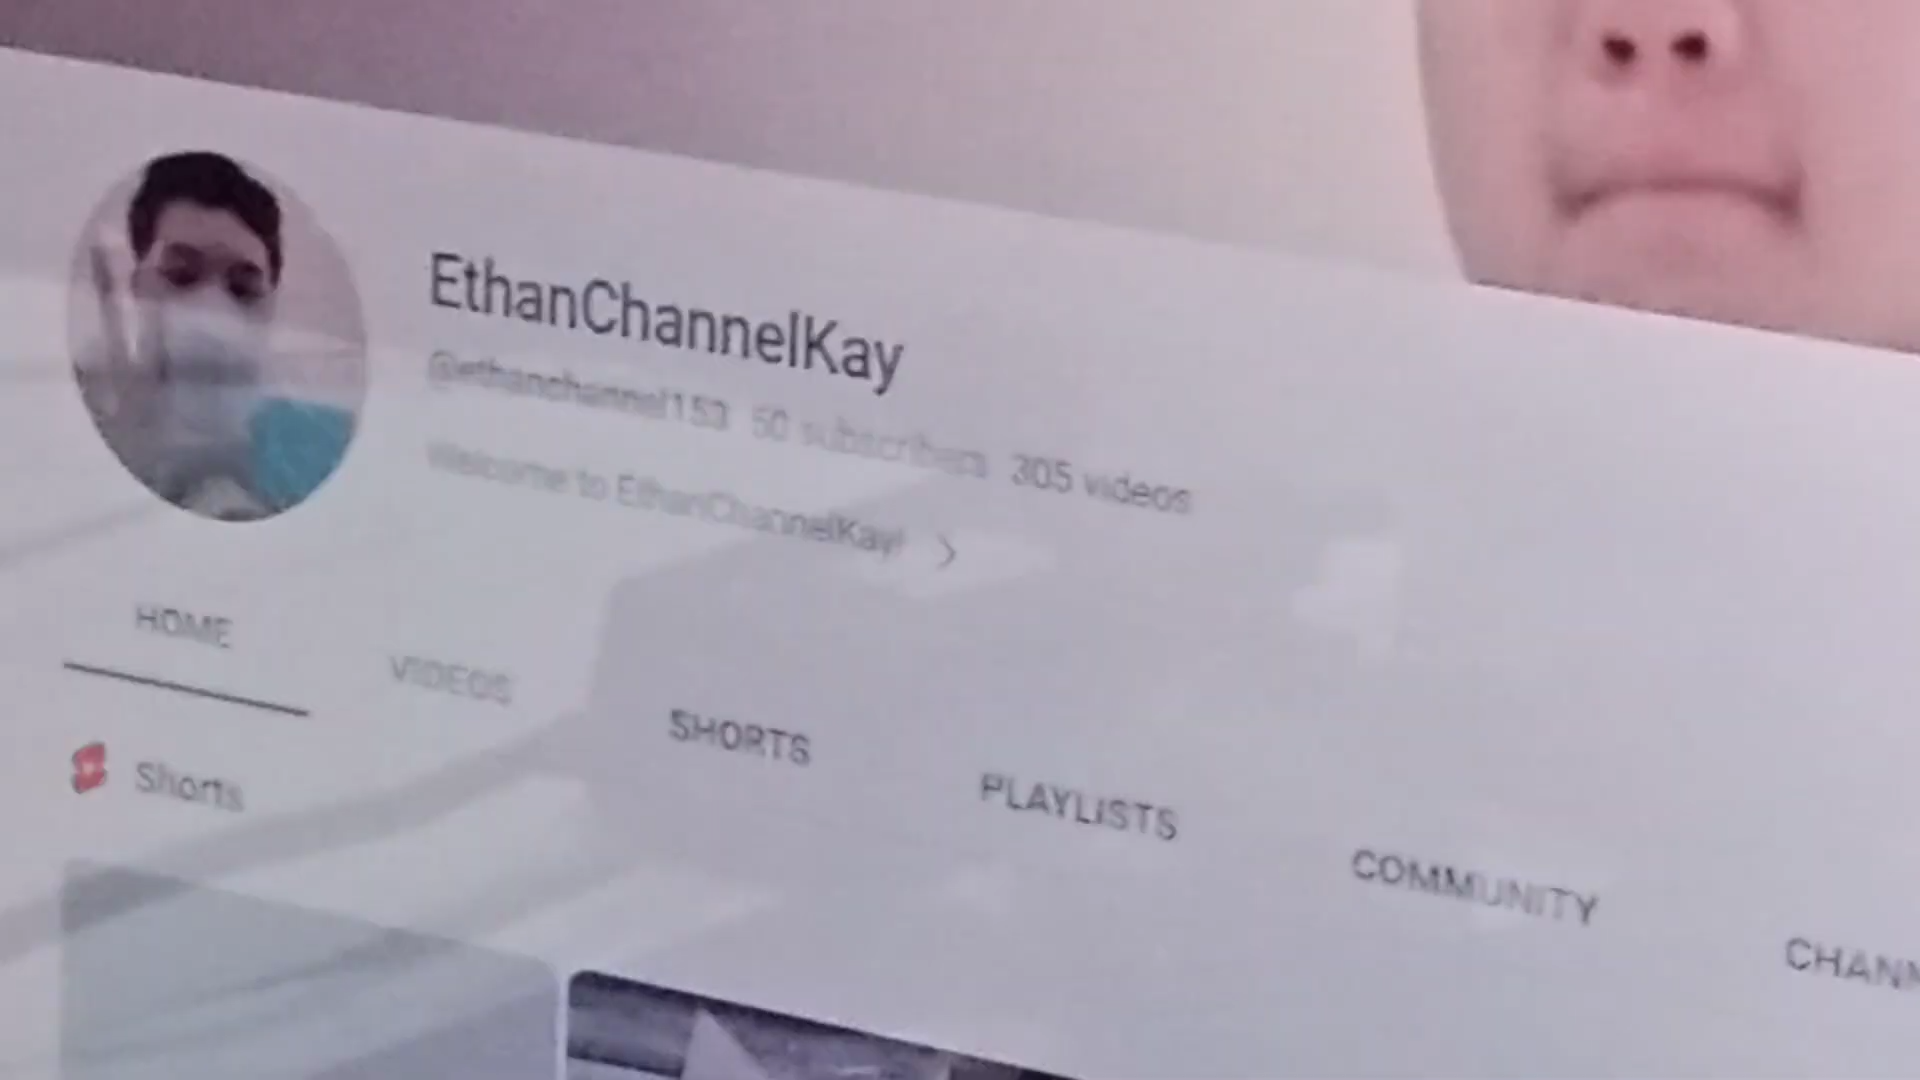 EthanChannelKay
@ethanchannel153 50 subscribers 305 videos
Welcome to EthanChannelKay! >
HOME VIDEOS SHORTS PLAYLISTS COMMUNITY CHANN
Shorts